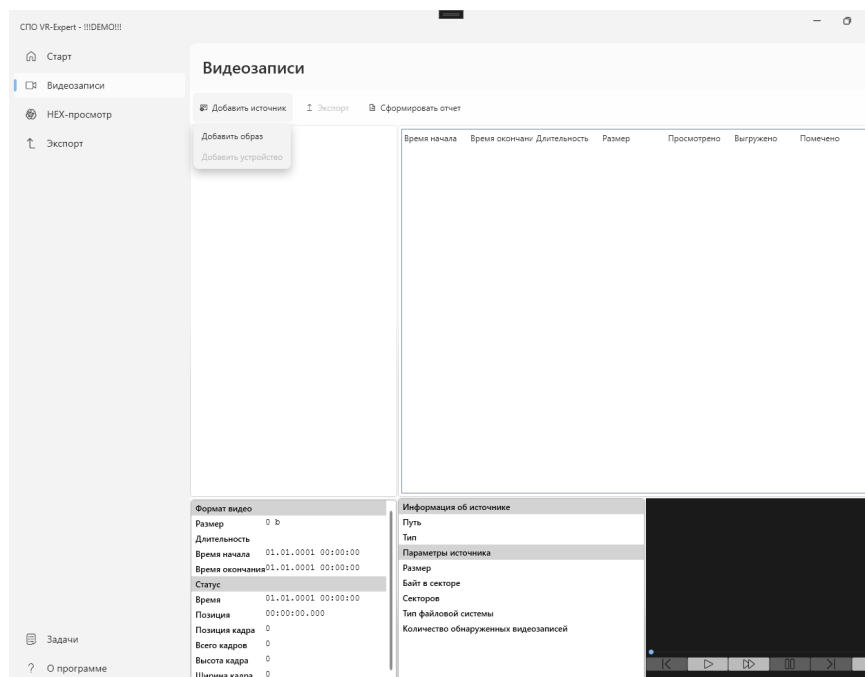 СПО VR-Expert - !!!DEMO!!!
Старт
Видеозаписи
HEX-просмотр
Экспорт
Видеозаписи
Добавить источник Экспорт Сформировать отчет
Добавить образ
Добавить устройство
Время начала Время окончани Длительность Размер Просмотрено Выгружено Помечено
Формат видео
Размер 0 b
Длительность
Время начала 01.01.0001 00:00:00
Время окончания 01.01.0001 00:00:00
Статус
Время 01.01.0001 00:00:00
Позиция 00:00:00.000
Позиция кадра 0
Всего кадров 0
Высота кадра 0
Ширина кадра 0
Информация об источнике
Путь
Тип
Параметры источника
Размер
Байт в секторе
Секторов
Тип файловой системы
Количество обнаруженных видеозаписей
Задачи
О программе